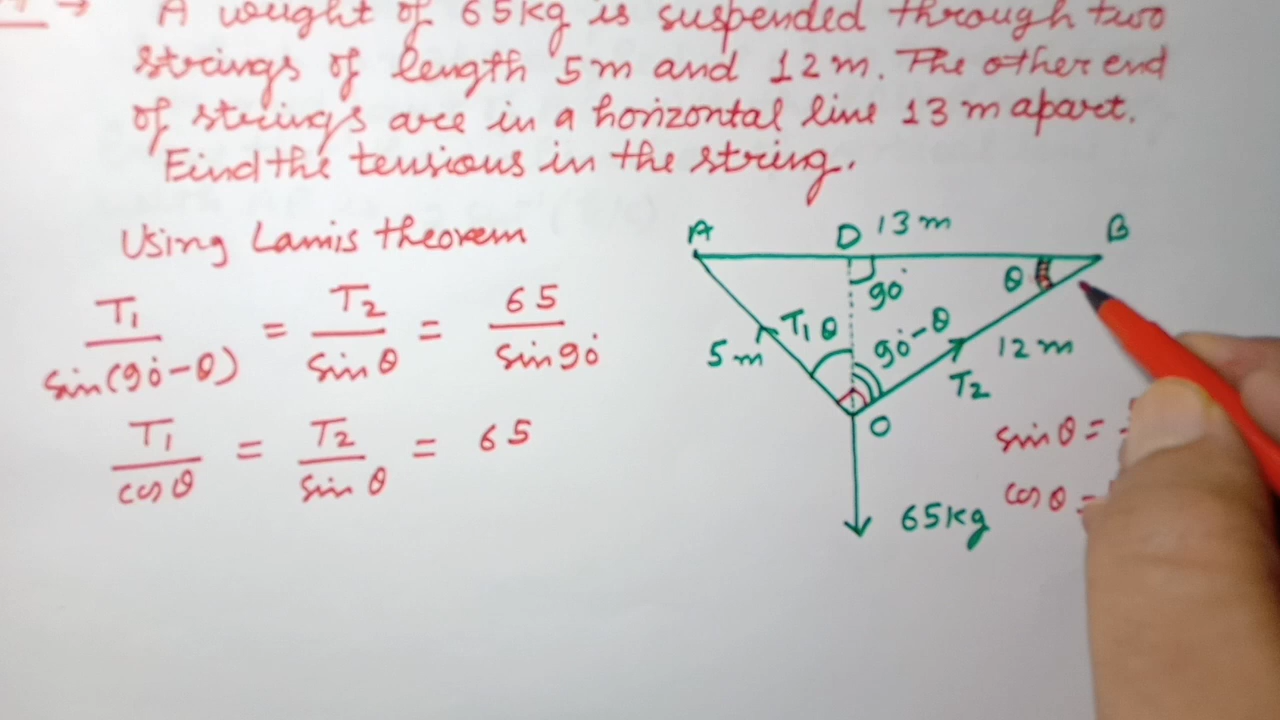 A weight of 65kg is suspended through two
strings of length 5m and 12m. The other end
of strings are in a horizontal line 13 m apart.
Find the tensions in the string.
Using Lamis theorem
T₁/sin(90°-θ) = T₂/sinθ = 65/sin90°
T₁/cosθ = T₂/sinθ = 65
A D 13 m B
90° θ
T₁ θ 90°-θ
5m 12m
T₂
O
sinθ =
cosθ =
65kg